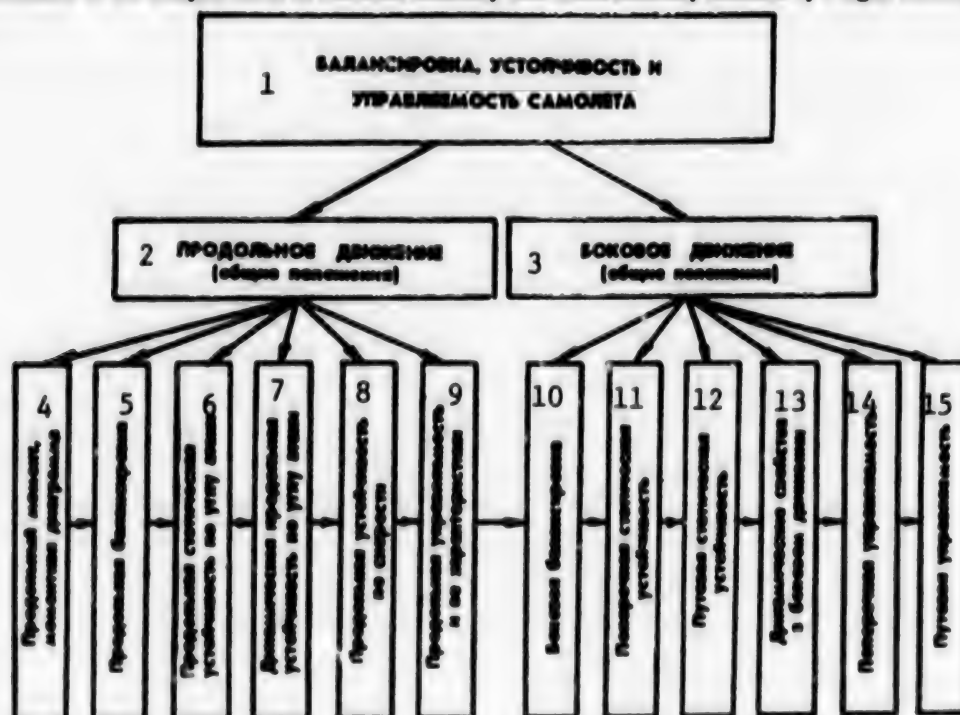 1
БАЛАНСИРОВКА, УСТОЙЧИВОСТЬ И
УПРАВЛЯЕМОСТЬ САМОЛЕТА
2
ПРОДОЛЬНОЕ ДВИЖЕНИЕ
(общие положения)
3
БОКОВОЕ ДВИЖЕНИЕ
(общие положения)
4
Продольный момент,
диаграмма
5
Продольная балансировка
6
Продольная статическая
устойчивость по углу атаки
7
Динамическая продольная
устойчивость по углу атаки
8
Продольная устойчивость
по скорости
9
Продольная управляемость
и ее характеристики
10
Боковая балансировка
11
Поперечная статическая
устойчивость
12
Путевая статическая
устойчивость
13
Динамические свойства
в боковом движении
14
Поперечная управляемость
15
Путевая управляемость